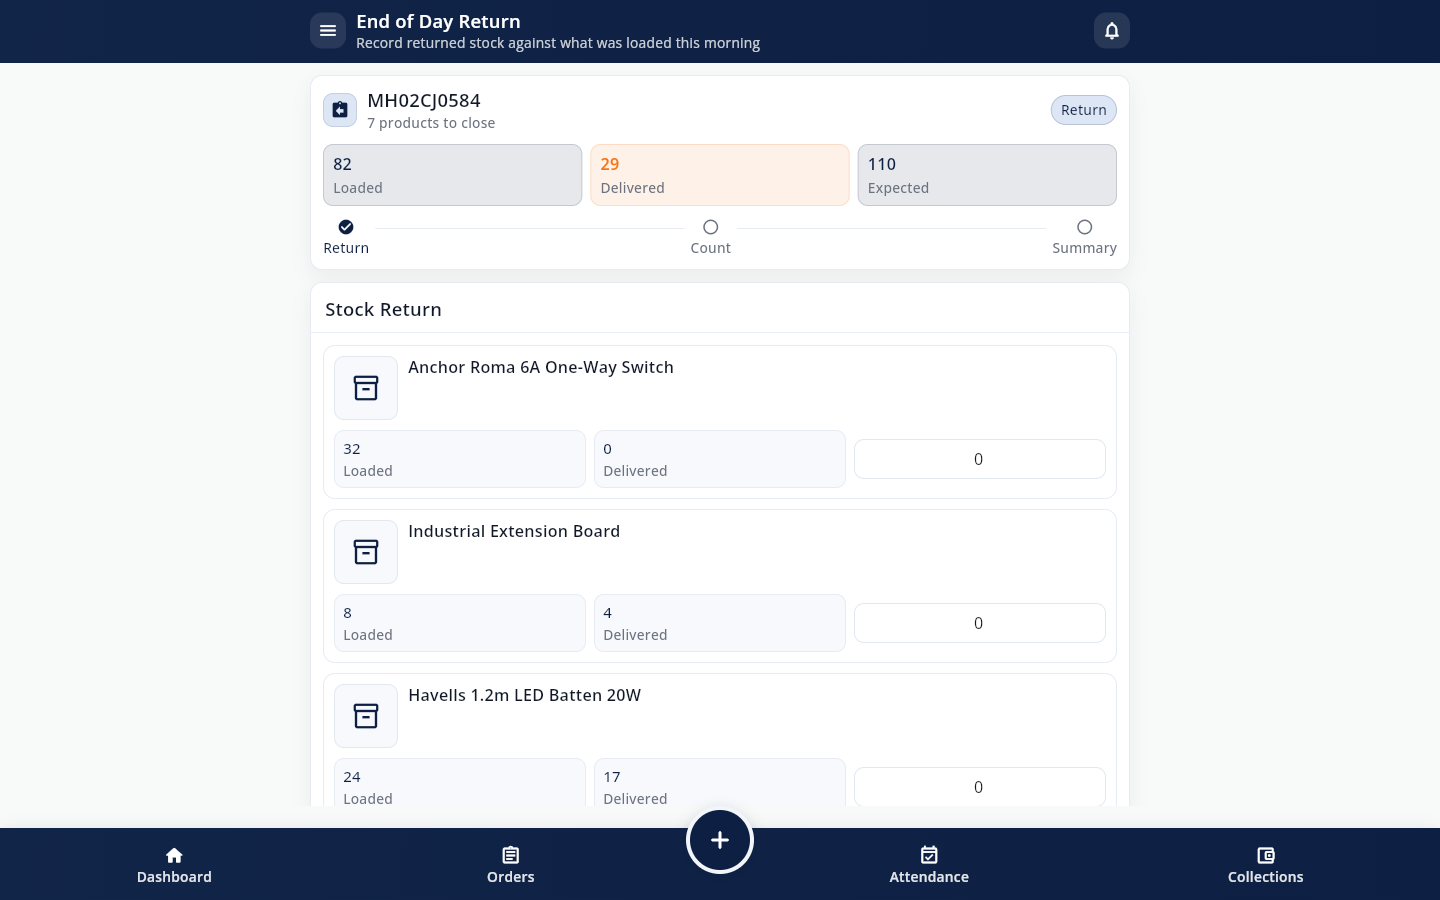 End of Day Return
Record returned stock against what was loaded this morning
MH02CJ0584
7 products to close
Return
82
Loaded
29
Delivered
110
Expected
Return
Count
Summary
Stock Return
Anchor Roma 6A One-Way Switch
32
Loaded
0
Delivered
0
Industrial Extension Board
8
Loaded
4
Delivered
0
Havells 1.2m LED Batten 20W
24
Loaded
17
Delivered
0
Dashboard
Orders
Attendance
Collections